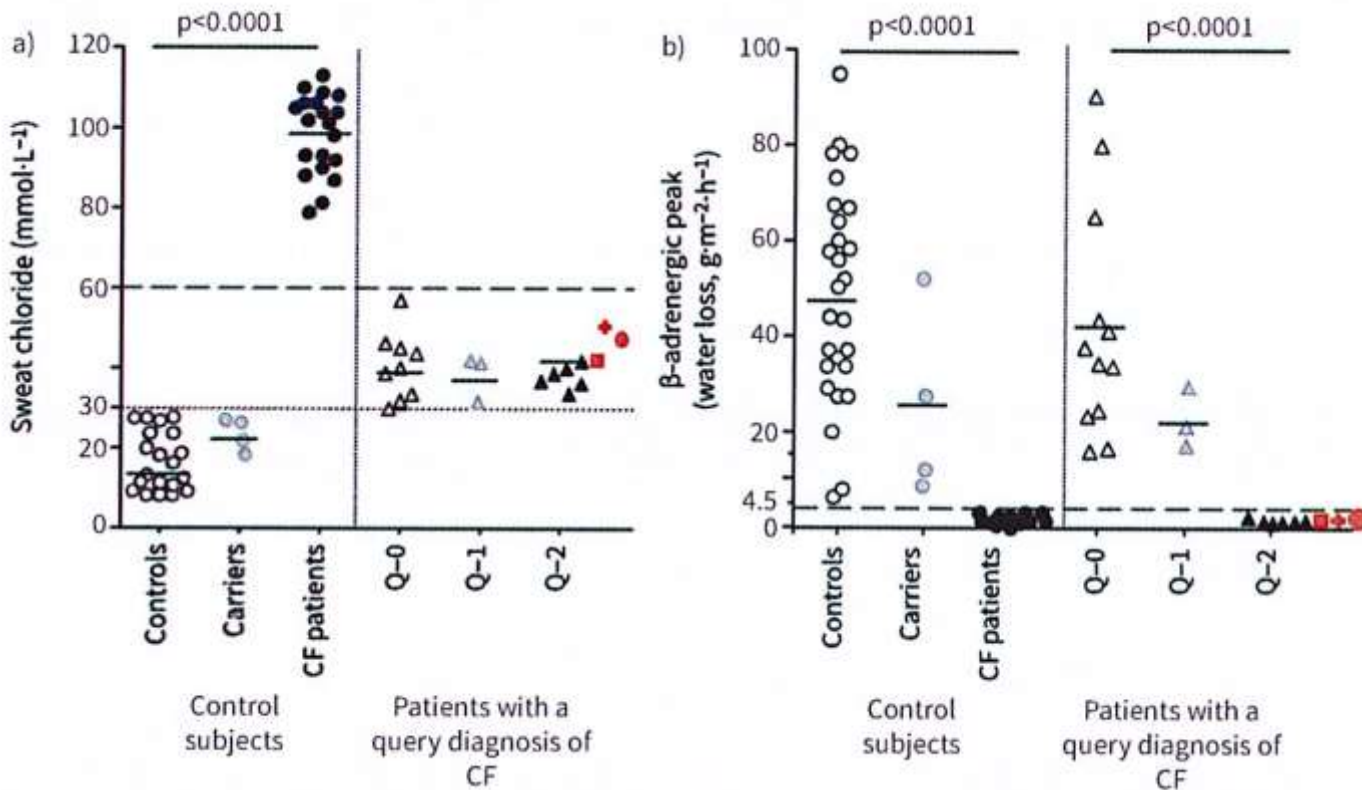 a)
p<0.0001
Sweat chloride (mmol·L⁻¹)
120
100
80
60
30
20
0
Controls
Carriers
CF patients
Q–0
Q–1
Q–2
Control
subjects
Patients with a
query diagnosis of
CF
b)
p<0.0001
p<0.0001
β–adrenergic peak
(water loss, g·m⁻²·h⁻¹)
100
80
60
40
20
4.5
0
Controls
Carriers
CF patients
Q–0
Q–1
Q–2
Control
subjects
Patients with a
query diagnosis of
CF